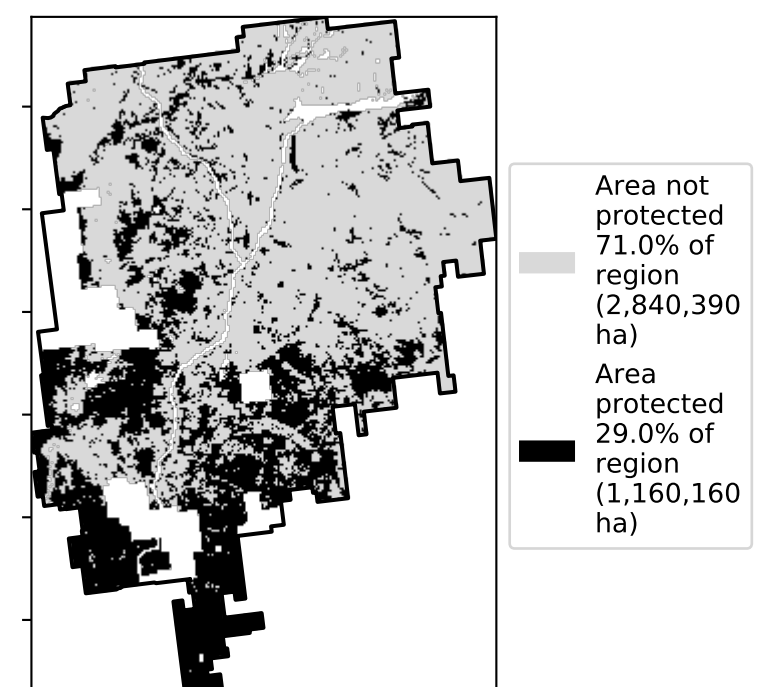 Area not
protected
71.0% of
region
(2,840,390
ha)
Area
protected
29.0% of
region
(1,160,160
ha)